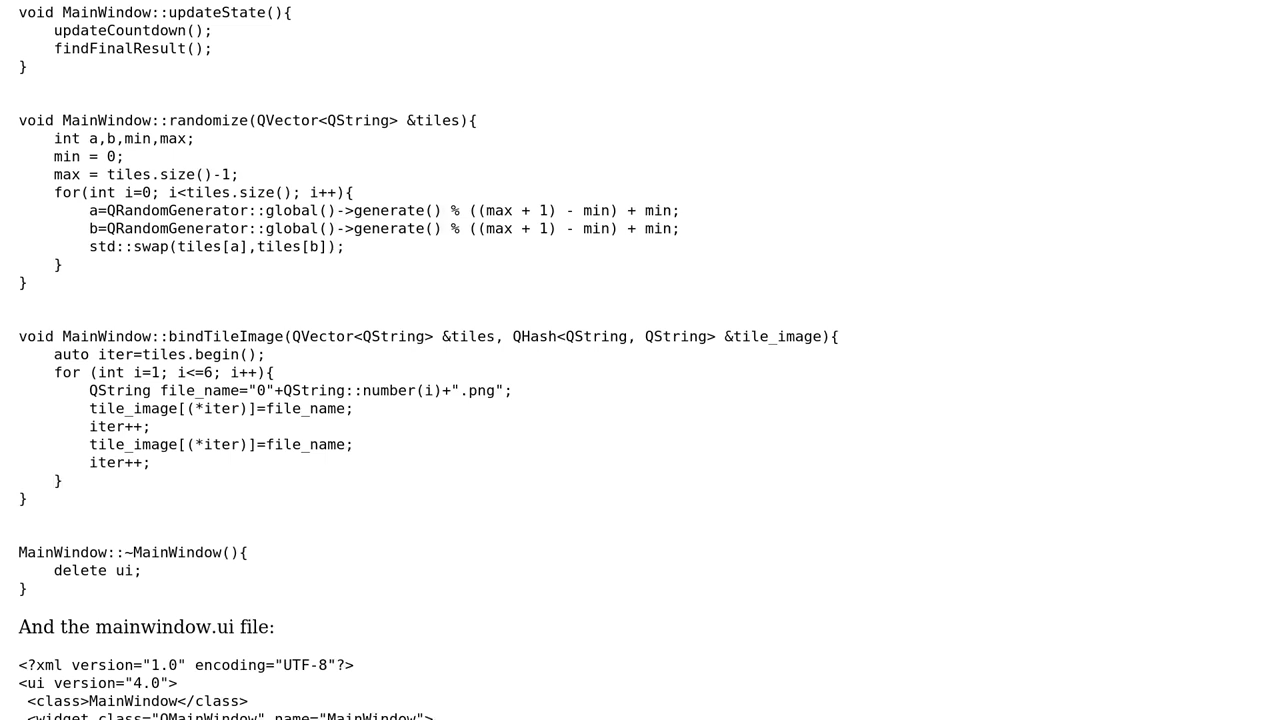 void MainWindow::updateState(){
    updateCountdown();
    findFinalResult();
}
void MainWindow::randomize(QVector<QString> &tiles){
    int a,b,min,max;
    min = 0;
    max = tiles.size()-1;
    for(int i=0; i<tiles.size(); i++){
        a=QRandomGenerator::global()->generate() % ((max + 1) - min) + min;
        b=QRandomGenerator::global()->generate() % ((max + 1) - min) + min;
        std::swap(tiles[a],tiles[b]);
    }
}
void MainWindow::bindTileImage(QVector<QString> &tiles, QHash<QString, QString> &tile_image){
    auto iter=tiles.begin();
    for (int i=1; i<=6; i++){
        QString file_name="0"+QString::number(i)+".png";
        tile_image[(*iter)]=file_name;
        iter++;
        tile_image[(*iter)]=file_name;
        iter++;
    }
}
MainWindow::~MainWindow(){
    delete ui;
}
And the mainwindow.ui file:
<?xml version="1.0" encoding="UTF-8"?>
<ui version="4.0">
 <class>MainWindow</class>
 <widget class="QMainWindow" name="MainWindow">